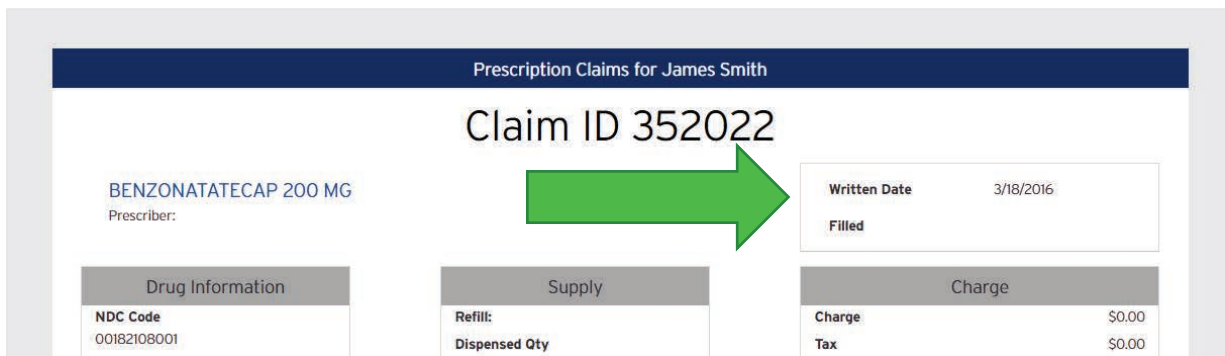 Prescription Claims for James Smith
Claim ID 352022
BENZONATATECAP 200 MG
Prescriber:
Written Date 3/18/2016
Filled
Drug Information
NDC Code
00182108001
Supply
Refill:
Dispensed Qty
Charge
Charge $0.00
Tax $0.00